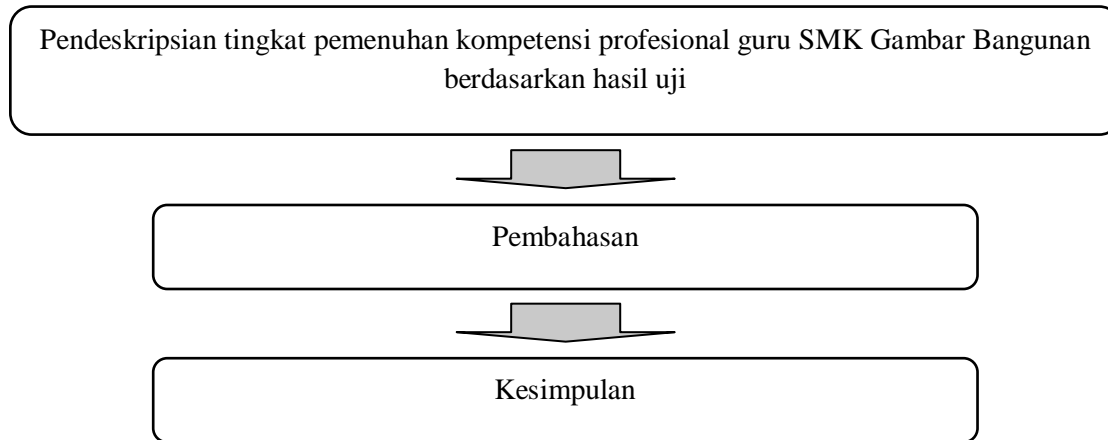 Pendeskripsian tingkat pemenuhan kompetensi profesional guru SMK Gambar Bangunan
berdasarkan hasil uji
Pembahasan
Kesimpulan